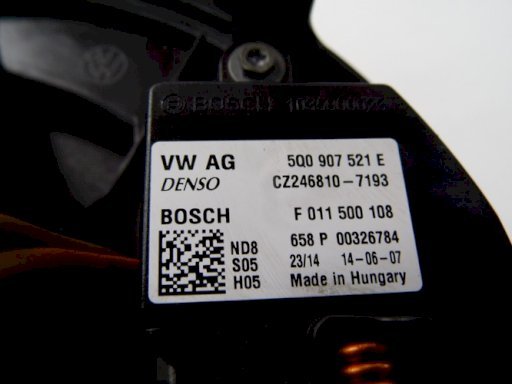 BOSCH
VW AG 5Q0 907 521 E
DENSO CZ246810-7193
BOSCH F 011 500 108
ND8 658 P 00326784
S05 23/14 14-06-07
H05 Made in Hungary